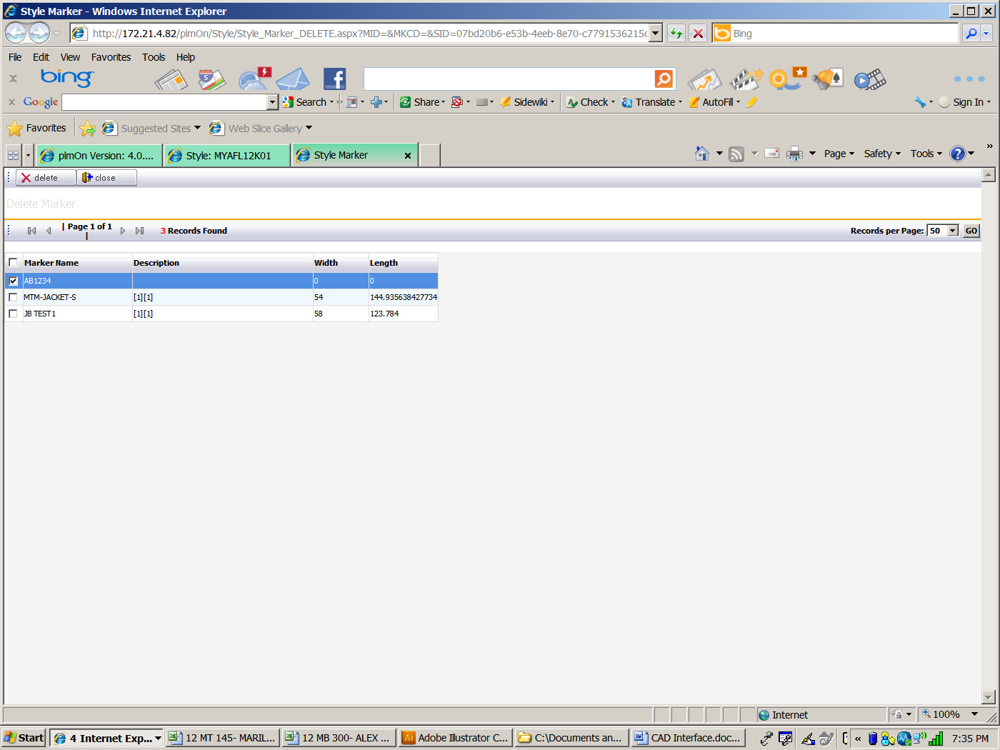 Style Marker - Windows Internet Explorer
http://172.21.4.82/plmOn/Style/Style_Marker_DELETE.aspx?MID=&MKCD=&SID=07bd20b6-e53b-4eeb-8e70-c7791536215c
Bing
File Edit View Favorites Tools Help
x bing
x Google Search Share Sidewiki Check Translate AutoFill Sign In
Favorites Suggested Sites Web Slice Gallery
plmOn Version: 4.0.... Style: MYAFL12K01 Style Marker x Page Safety Tools »
delete close
Delete Marker
| Page 1 of 1 | 3 Records Found Records per Page: 50 GO
Marker Name Description Width Length
AB1234 0 0
MTM-JACKET-S [1][1] 54 144.935638427734
JB TEST1 [1][1] 58 123.784
Internet 100%
Start 4 Internet Exp... 12 MT 145- MARIL... 12 MB 300- ALEX ... Adobe Illustrator C... C:\Documents an... CAD Interface.doc... « 7:35 PM